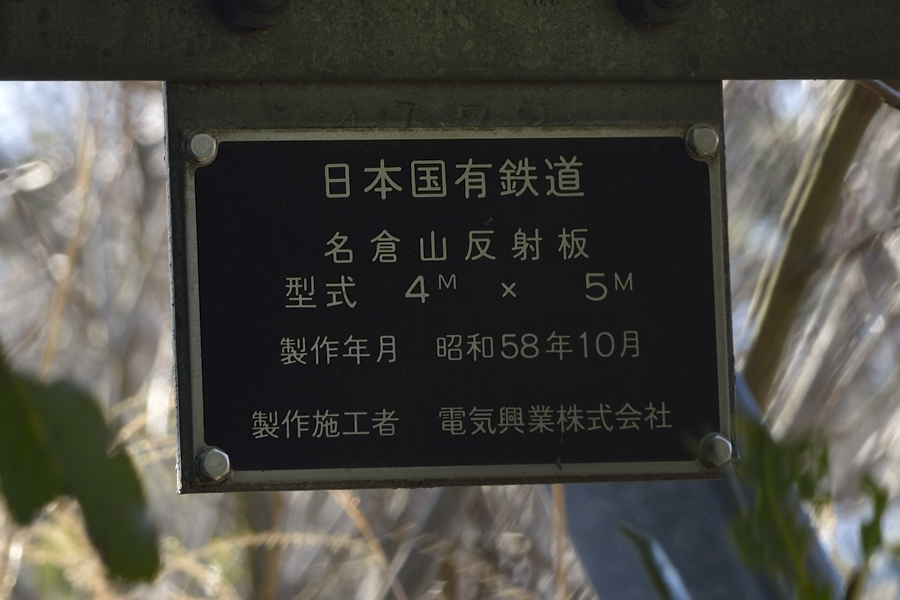 日本国有鉄道
名倉山反射板
型式 4M × 5M
製作年月 昭和58年10月
製作施工者 電気興業株式会社